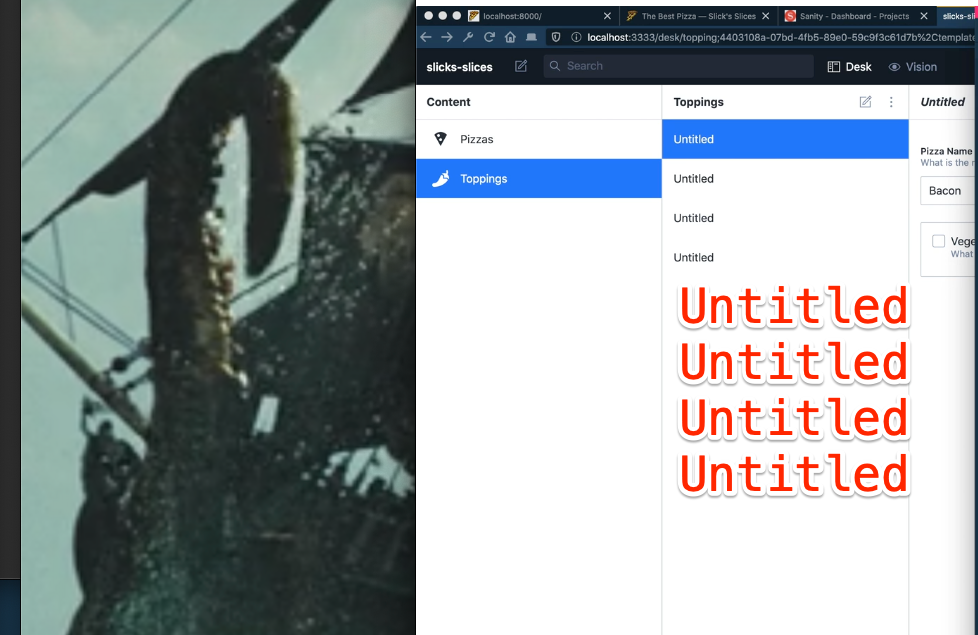 localhost:8000/
The Best Pizza — Slick's Slices
Sanity - Dashboard - Projects
slicks-sli
localhost:3333/desk/topping;4403108a-07bd-4fb5-89e0-59c9f3c61d7b%2Ctemplate
slicks-slices
Search
Desk
Vision
Content
Toppings
Untitled
Pizzas
Untitled
Pizza Name
What is the n
Toppings
Untitled
Bacon
Untitled
Vege
What
Untitled
Untitled
Untitled
Untitled
Untitled